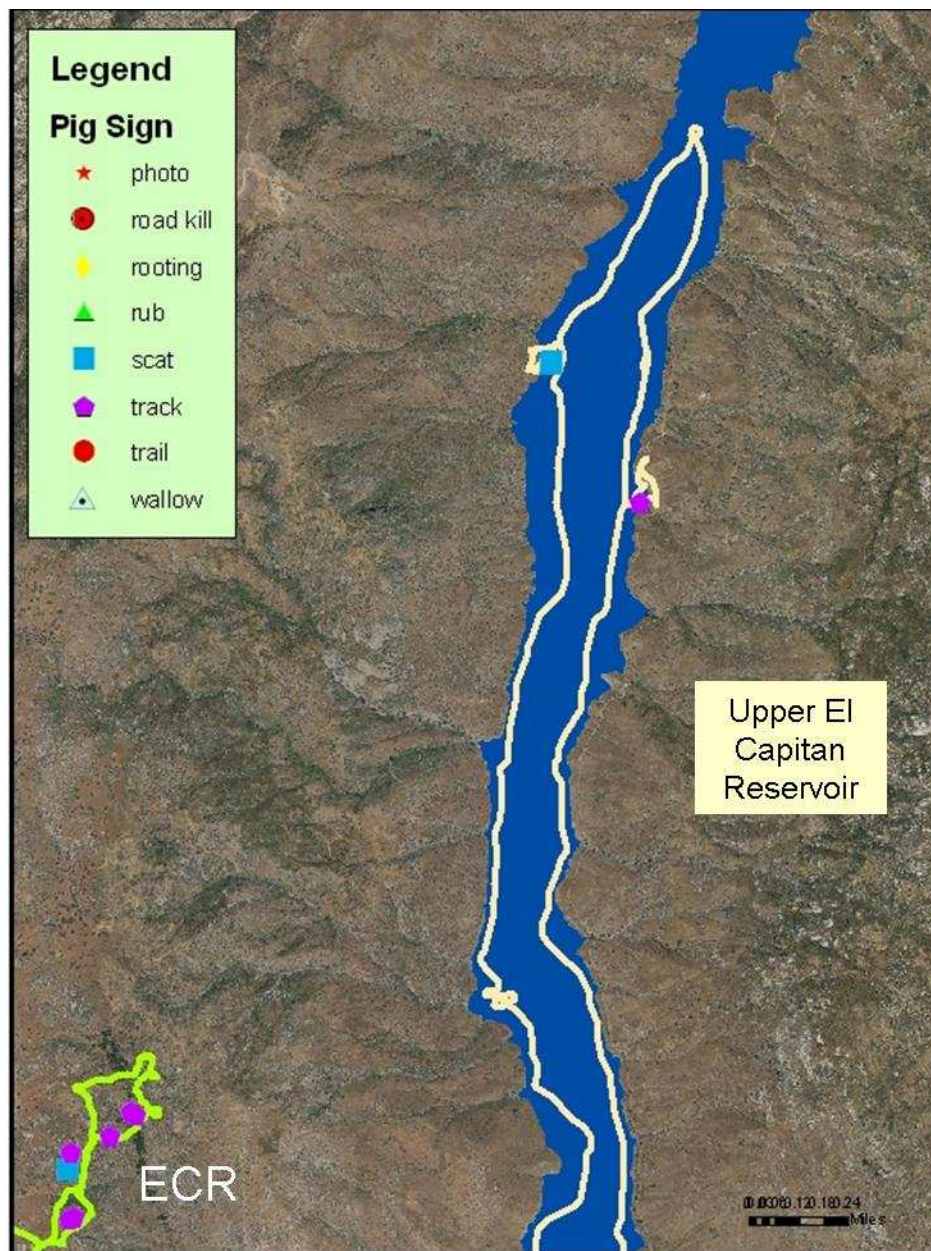 Legend
Pig Sign
photo
road kill
rooting
rub
scat
track
trail
wallow
Upper El
Capitan
Reservoir
ECR
Miles